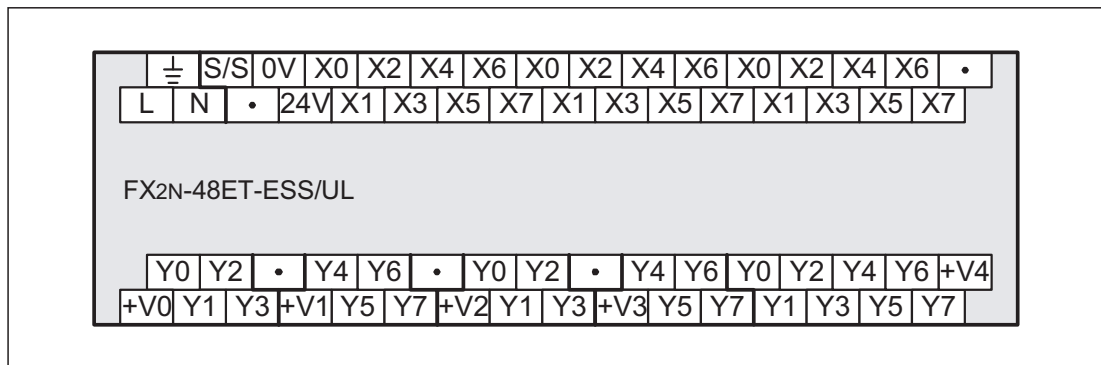 ⏚ S/S 0V X0 X2 X4 X6 X0 X2 X4 X6 X0 X2 X4 X6 •
L N • 24V X1 X3 X5 X7 X1 X3 X5 X7 X1 X3 X5 X7
FX2N-48ET-ESS/UL
Y0 Y2 • Y4 Y6 • Y0 Y2 • Y4 Y6 Y0 Y2 Y4 Y6 +V4
+V0 Y1 Y3 +V1 Y5 Y7 +V2 Y1 Y3 +V3 Y5 Y7 Y1 Y3 Y5 Y7